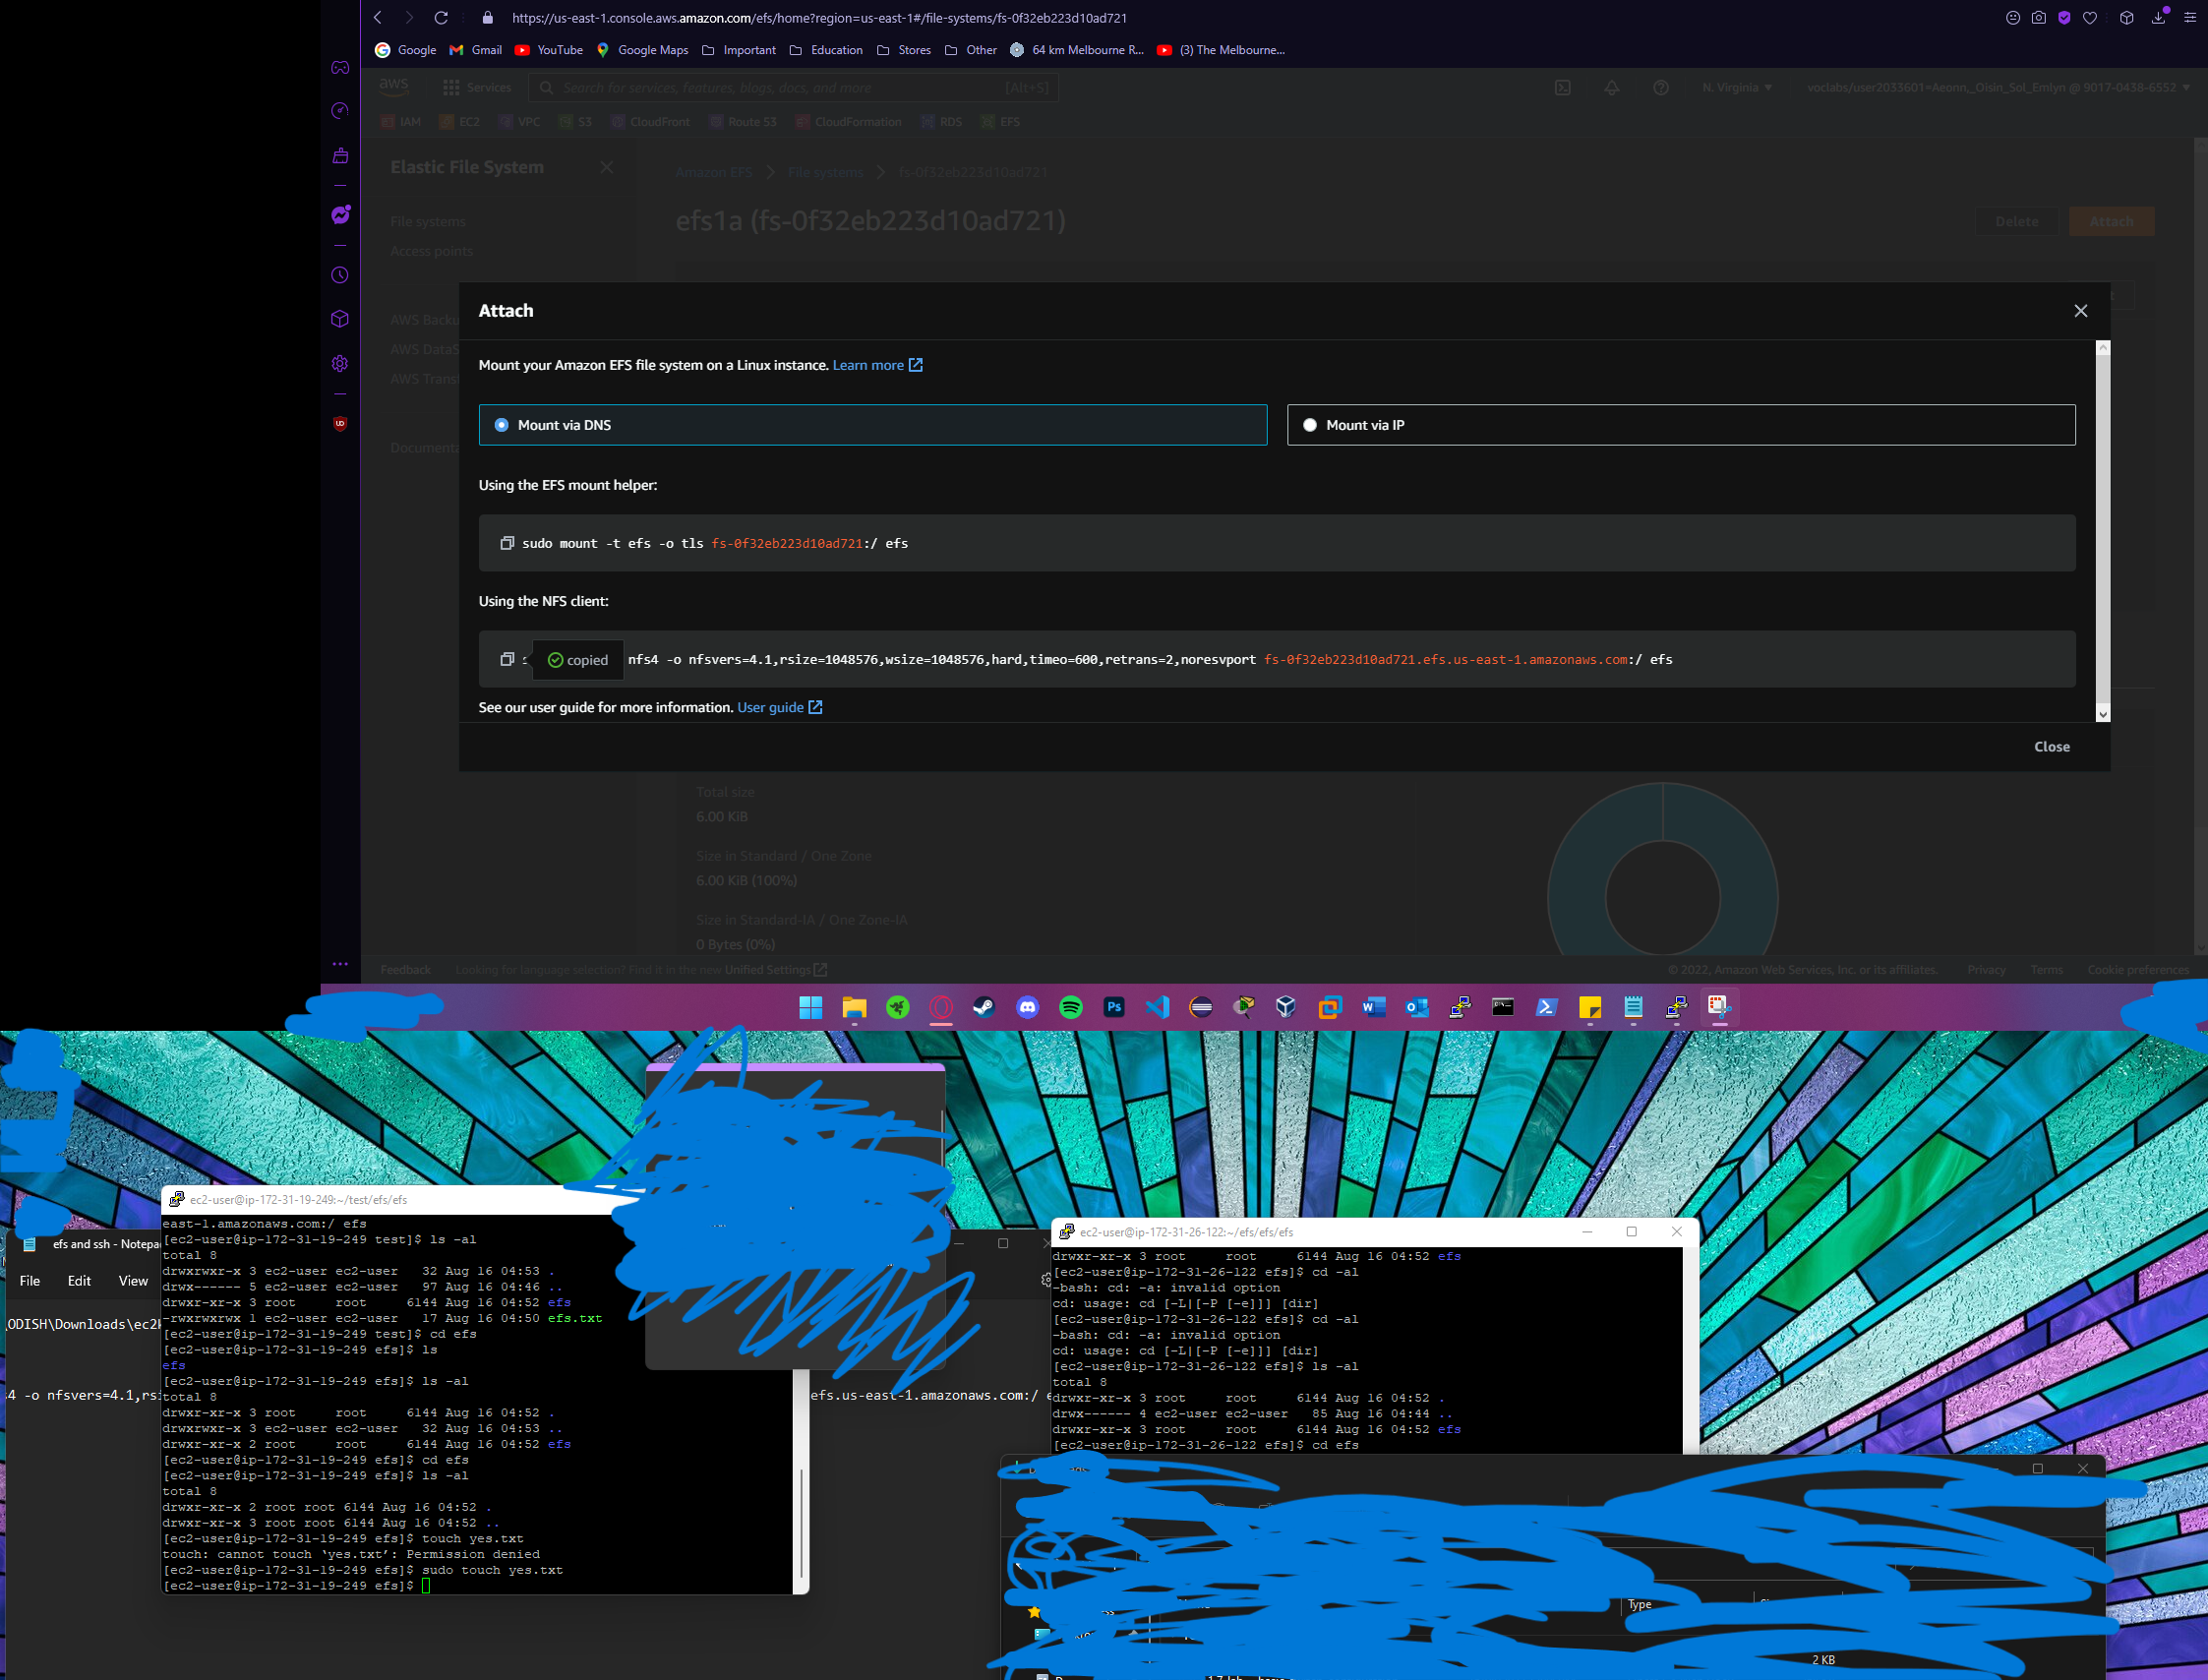 https://us-east-1.console.aws.amazon.com/efs/home?region=us-east-1#/file-systems/fs-0f32eb223d10ad721
Google Gmail YouTube Google Maps Important Education Stores Other 64 km Melbourne R... (3) The Melbourne...
aws Services Search for services, features, blogs, docs, and more [Alt+S] N. Virginia voclabs/user2033601=Aeonn,_Oisin_Sol_Emlyn @ 9017-0438-6552
IAM EC2 VPC S3 CloudFront Route 53 CloudFormation RDS EFS
Elastic File System
Amazon EFS File systems fs-0f32eb223d10ad721
File systems
efs1a (fs-0f32eb223d10ad721)
Delete Attach
Access points
AWS Backu
AWS DataS
AWS Transf
Documenta
Attach
Mount your Amazon EFS file system on a Linux instance. Learn more
Mount via DNS
Mount via IP
Using the EFS mount helper:
sudo mount -t efs -o tls fs-0f32eb223d10ad721:/ efs
Using the NFS client:
copied nfs4 -o nfsvers=4.1,rsize=1048576,wsize=1048576,hard,timeo=600,retrans=2,noresvport fs-0f32eb223d10ad721.efs.us-east-1.amazonaws.com:/ efs
See our user guide for more information. User guide
Close
Total size
6.00 KiB
Size in Standard / One Zone
6.00 KiB (100%)
Size in Standard-IA / One Zone-IA
0 Bytes (0%)
Feedback Looking for language selection? Find it in the new Unified Settings © 2022, Amazon Web Services, Inc. or its affiliates. Privacy Terms Cookie preferences
efs and ssh - Notepa
File Edit View
\ODISH\Downloads\ec2k
4 -o nfsvers=4.1,rsi
efs.us-east-1.amazonaws.com:/ e
ec2-user@ip-172-31-19-249:~/test/efs/efs
east-1.amazonaws.com:/ efs
[ec2-user@ip-172-31-19-249 test]$ ls -al
total 8
drwxrwxr-x 3 ec2-user ec2-user   32 Aug 16 04:53 .
drwx------ 5 ec2-user ec2-user   97 Aug 16 04:46 ..
drwxr-xr-x 3 root     root     6144 Aug 16 04:52 efs
-rwxrwxrwx 1 ec2-user ec2-user   17 Aug 16 04:50 efs.txt
[ec2-user@ip-172-31-19-249 test]$ cd efs
[ec2-user@ip-172-31-19-249 efs]$ ls
efs
[ec2-user@ip-172-31-19-249 efs]$ ls -al
total 8
drwxr-xr-x 3 root     root     6144 Aug 16 04:52 .
drwxrwxr-x 3 ec2-user ec2-user   32 Aug 16 04:53 ..
drwxr-xr-x 2 root     root     6144 Aug 16 04:52 efs
[ec2-user@ip-172-31-19-249 efs]$ cd efs
[ec2-user@ip-172-31-19-249 efs]$ ls -al
total 8
drwxr-xr-x 2 root root 6144 Aug 16 04:52 .
drwxr-xr-x 3 root root 6144 Aug 16 04:52 ..
[ec2-user@ip-172-31-19-249 efs]$ touch yes.txt
touch: cannot touch ‘yes.txt’: Permission denied
[ec2-user@ip-172-31-19-249 efs]$ sudo touch yes.txt
[ec2-user@ip-172-31-19-249 efs]$
ec2-user@ip-172-31-26-122:~/efs/efs/efs
drwxr-xr-x 3 root     root     6144 Aug 16 04:52 efs
[ec2-user@ip-172-31-26-122 efs]$ cd -al
-bash: cd: -a: invalid option
cd: usage: cd [-L|[-P [-e]]] [dir]
[ec2-user@ip-172-31-26-122 efs]$ cd -al
-bash: cd: -a: invalid option
cd: usage: cd [-L|[-P [-e]]] [dir]
[ec2-user@ip-172-31-26-122 efs]$ ls -al
total 8
drwxr-xr-x 3 root     root     6144 Aug 16 04:52 .
drwx------ 4 ec2-user ec2-user   85 Aug 16 04:44 ..
drwxr-xr-x 3 root     root     6144 Aug 16 04:52 efs
[ec2-user@ip-172-31-26-122 efs]$ cd efs
Type
2 KB